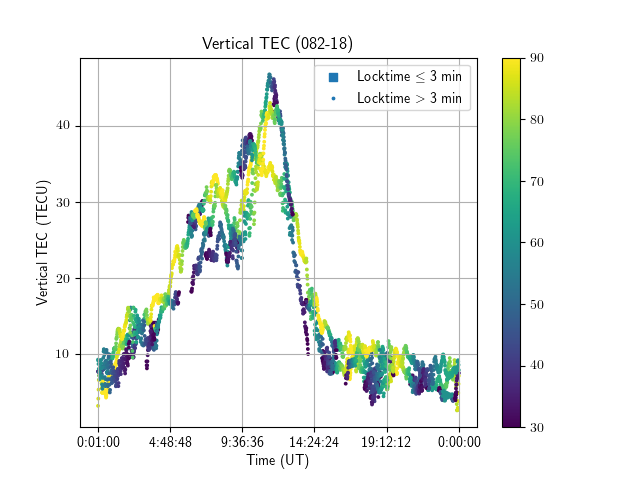 Vertical TEC (082-18)
Locktime ≤ 3 min
Locktime > 3 min
Vertical TEC (TECU)
40
30
20
10
0:01:00 4:48:48 9:36:36 14:24:24 19:12:12 0:00:00
Time (UT)
90
80
70
60
50
40
30